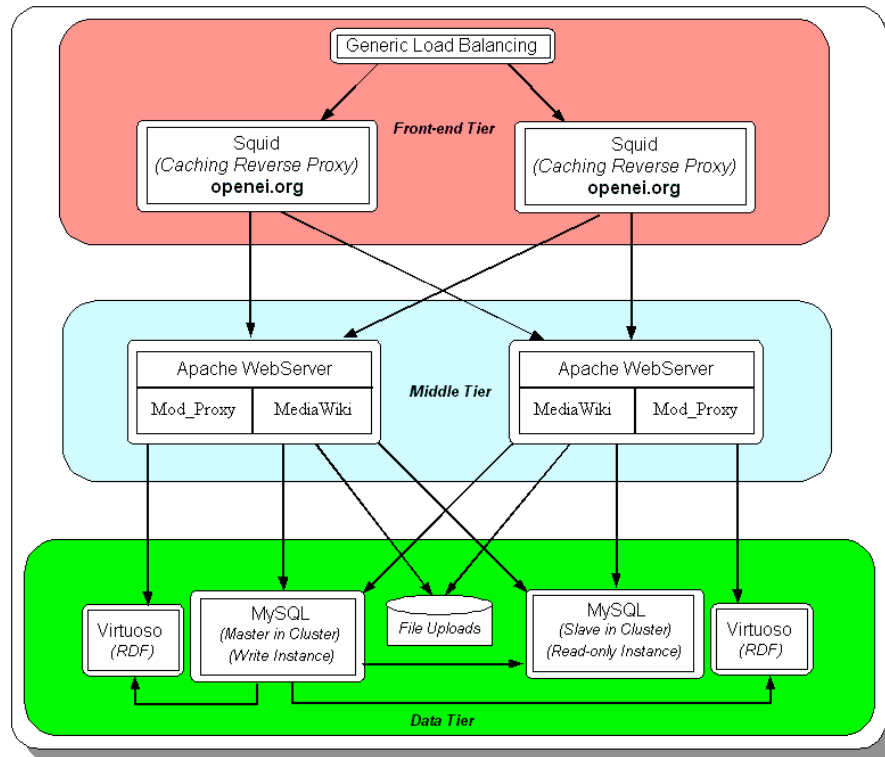 Generic Load Balancing
Front-end Tier
Squid
(Caching Reverse Proxy)
openei.org
Squid
(Caching Reverse Proxy)
openei.org
Apache WebServer
Mod_Proxy
MediaWiki
Middle Tier
Apache WebServer
MediaWiki
Mod_Proxy
Virtuoso
(RDF)
MySQL
(Master in Cluster)
(Write Instance)
File Uploads
MySQL
(Slave in Cluster)
(Read-only Instance)
Virtuoso
(RDF)
Data Tier